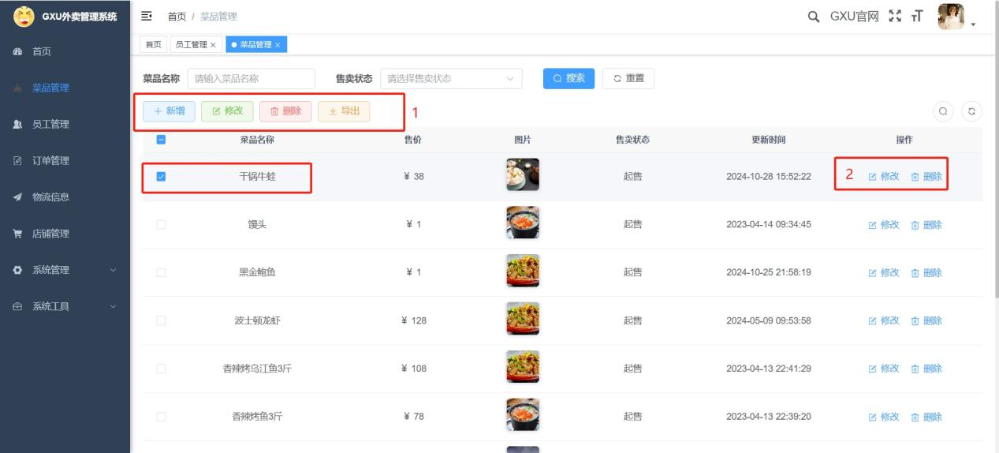 GXU外卖管理系统
首页 / 菜品管理
GXU官网
首页
员工管理 ×
菜品管理 ×
首页
菜品管理
员工管理
订单管理
物流信息
店铺管理
系统管理
系统工具
菜品名称 请输入菜品名称 售卖状态 请选择售卖状态 搜索 重置
+ 新增 修改 删除 导出 1
菜品名称 售价 图片 售卖状态 更新时间 操作
干锅牛蛙 ¥ 38 起售 2024-10-28 15:52:22 2 修改 删除
馒头 ¥ 1 起售 2023-04-14 09:34:45 修改 删除
黑金鲍鱼 ¥ 1 起售 2024-10-25 21:58:19 修改 删除
波士顿龙虾 ¥ 128 起售 2024-05-09 09:53:58 修改 删除
香辣烤乌江鱼3斤 ¥ 108 起售 2023-04-13 22:41:29 修改 删除
香辣烤鱼3斤 ¥ 78 起售 2023-04-13 22:39:20 修改 删除